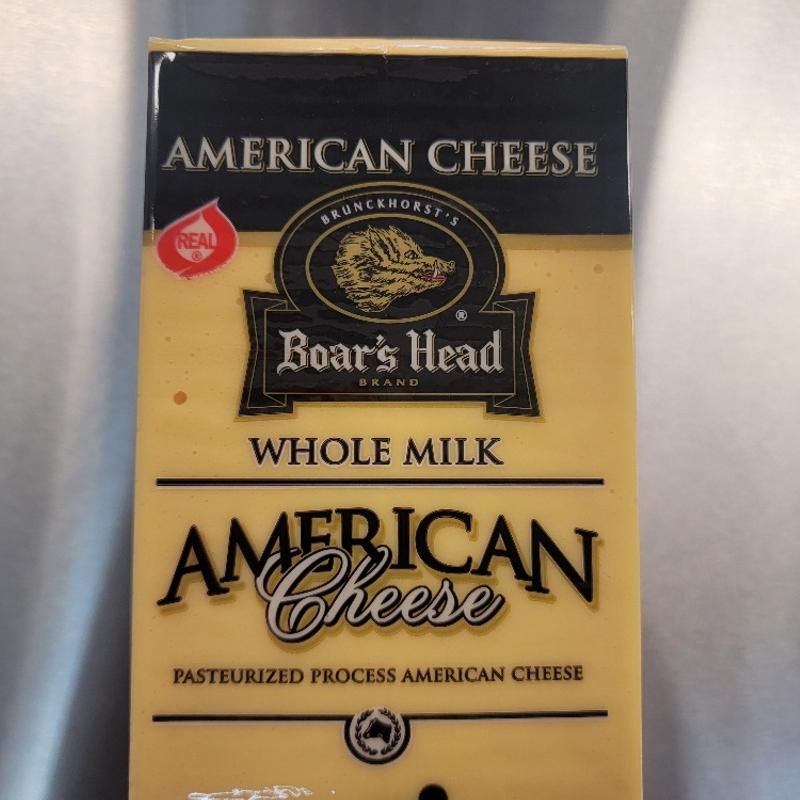 AMERICAN CHEESE
REAL
®
BRUNCKHORST'S
®
Boar's Head
BRAND
WHOLE MILK
AMERICAN
Cheese
PASTEURIZED PROCESS AMERICAN CHEESE